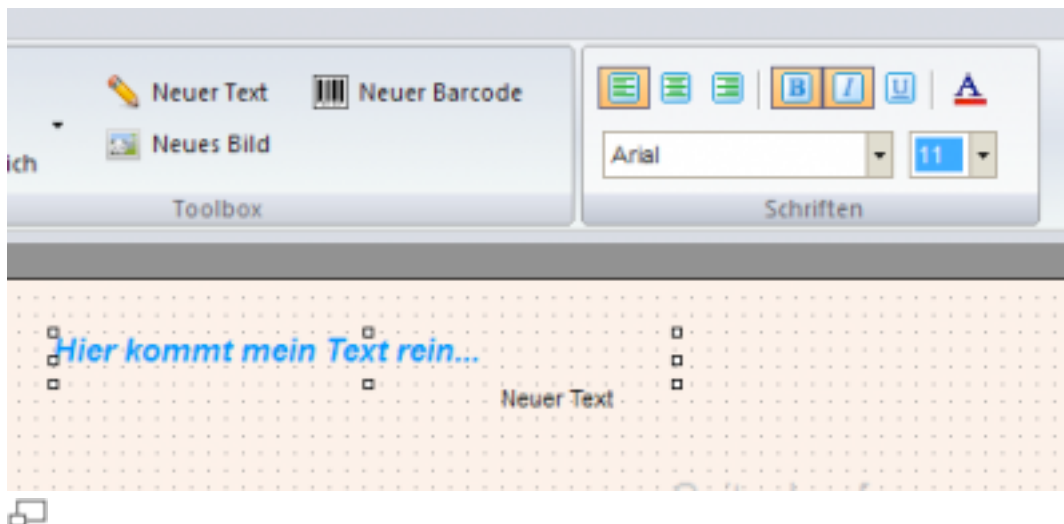 Neuer Text
Neuer Barcode
Neues Bild
ich
Toolbox
B I U A
Arial
11
Schriften
Hier kommt mein Text rein...
Neuer Text